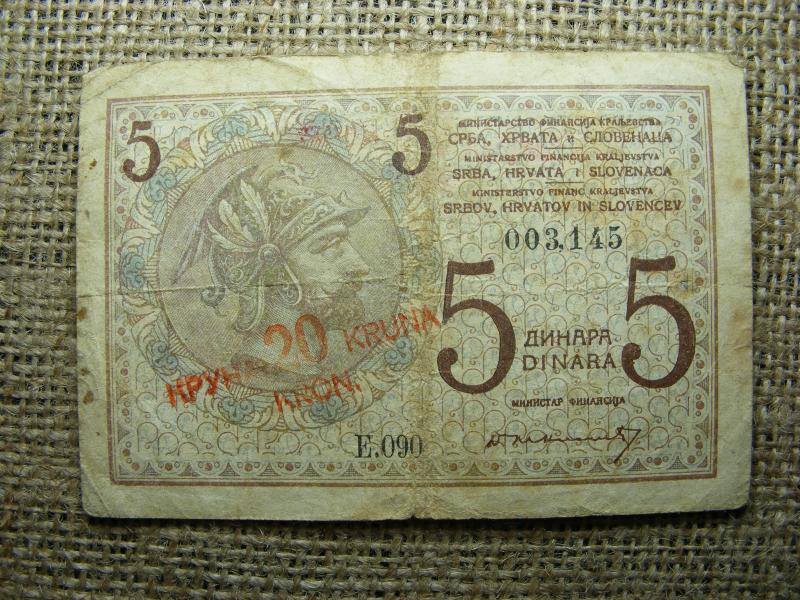 5
5
МИНИСТАРСТВО ФИНАНСИЈА КРАЉЕВСТВА
СРБА, ХРВАТА и СЛОВЕНАЦА
MINISTARSTVO FINANCIJA KRALJEVSTVA
SRBA, HRVATA I SLOVENACA
MINISTERSTVO FINANC KRALJEVSTVA
SRBOV, HRVATOV IN SLOVENCEV
003.145
5 5
ДИНАРА
DINARA
КРУНА 20 KRUNA
KRON.
МИНИСТАР ФИНАНСИЈА
E.090